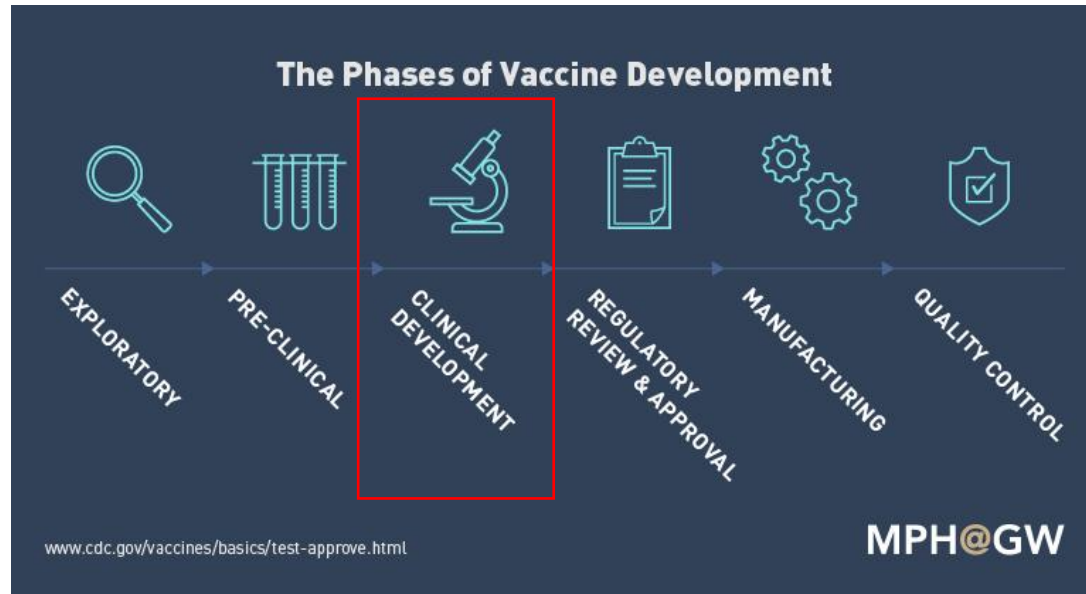 The Phases of Vaccine Development
EXPLORATORY
PRE-CLINICAL
CLINICAL
DEVELOPMENT
REGULATORY
REVIEW & APPROVAL
MANUFACTURING
QUALITY CONTROL
www.cdc.gov/vaccines/basics/test-approve.html
MPH@GW